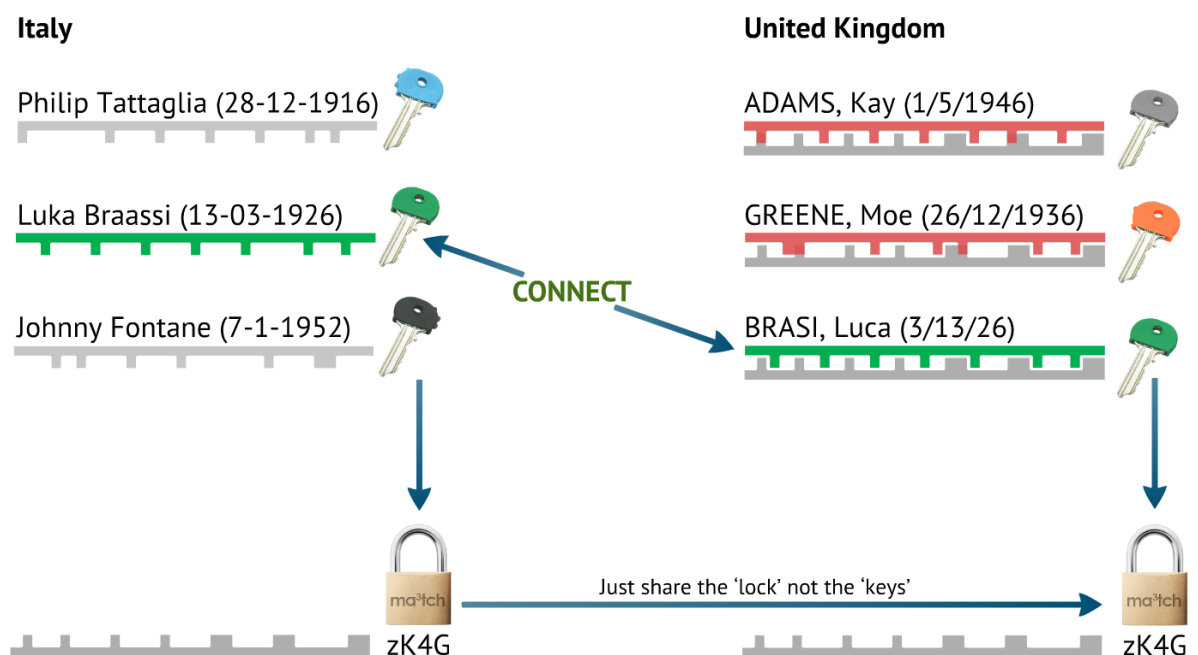 Italy
Philip Tattaglia (28-12-1916)
Luka Braassi (13-03-1926)
Johnny Fontane (7-1-1952)
United Kingdom
ADAMS, Kay (1/5/1946)
GREENE, Moe (26/12/1936)
BRASI, Luca (3/13/26)
CONNECT
Just share the ‘lock’ not the ‘keys’
ma³tch
zK4G
ma³tch
zK4G